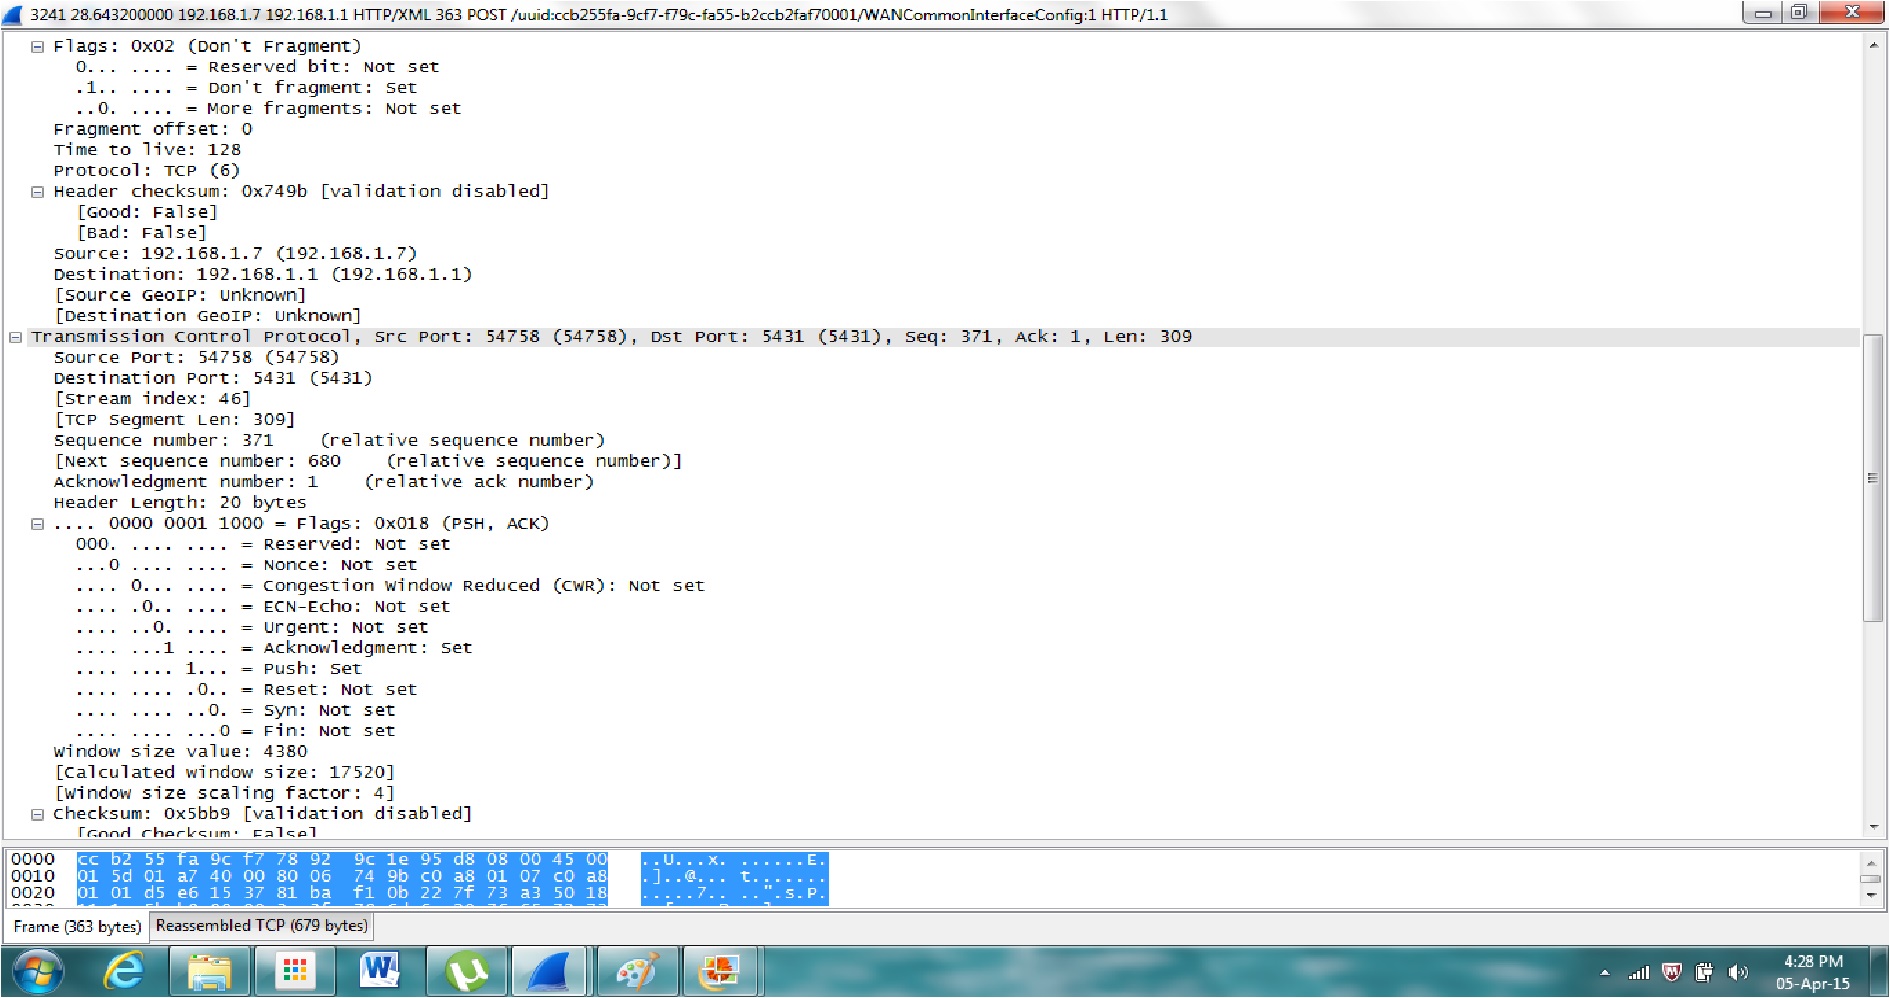 3241 28.643200000 192.168.1.7 192.168.1.1 HTTP/XML 363 POST /uuid:ccb255fa-9cf7-f79c-fa55-b2ccb2faf70001/WANCommonInterfaceConfig:1 HTTP/1.1
Flags: 0x02 (Don't Fragment)
0... .... = Reserved bit: Not set
.1.. .... = Don't fragment: Set
..0. .... = More fragments: Not set
Fragment offset: 0
Time to live: 128
Protocol: TCP (6)
Header checksum: 0x749b [validation disabled]
[Good: False]
[Bad: False]
Source: 192.168.1.7 (192.168.1.7)
Destination: 192.168.1.1 (192.168.1.1)
[Source GeoIP: Unknown]
[Destination GeoIP: Unknown]
Transmission Control Protocol, Src Port: 54758 (54758), Dst Port: 5431 (5431), Seq: 371, Ack: 1, Len: 309
Source Port: 54758 (54758)
Destination Port: 5431 (5431)
[Stream index: 46]
[TCP Segment Len: 309]
Sequence number: 371    (relative sequence number)
[Next sequence number: 680    (relative sequence number)]
Acknowledgment number: 1    (relative ack number)
Header Length: 20 bytes
.... 0000 0001 1000 = Flags: 0x018 (PSH, ACK)
000. .... .... = Reserved: Not set
...0 .... .... = Nonce: Not set
.... 0... .... = Congestion Window Reduced (CWR): Not set
.... .0.. .... = ECN-Echo: Not set
.... ..0. .... = Urgent: Not set
.... ...1 .... = Acknowledgment: Set
.... .... 1... = Push: Set
.... .... .0.. = Reset: Not set
.... .... ..0. = Syn: Not set
.... .... ...0 = Fin: Not set
Window size value: 4380
[Calculated window size: 17520]
[Window size scaling factor: 4]
Checksum: 0x5bb9 [validation disabled]
[Good Checksum: False]
0000 cc b2 55 fa 9c f7 78 92 9c 1e 95 d8 08 00 45 00 ..U...x. ......E.
0010 01 5d 01 a7 40 00 80 06 74 9b c0 a8 01 07 c0 a8 .]..@... t.......
0020 01 01 d5 e6 15 37 81 ba f1 0b 22 7f 73 a3 50 18 .....7.. ..".s.P.
Frame (363 bytes) Reassembled TCP (679 bytes)
4:28 PM
05-Apr-15